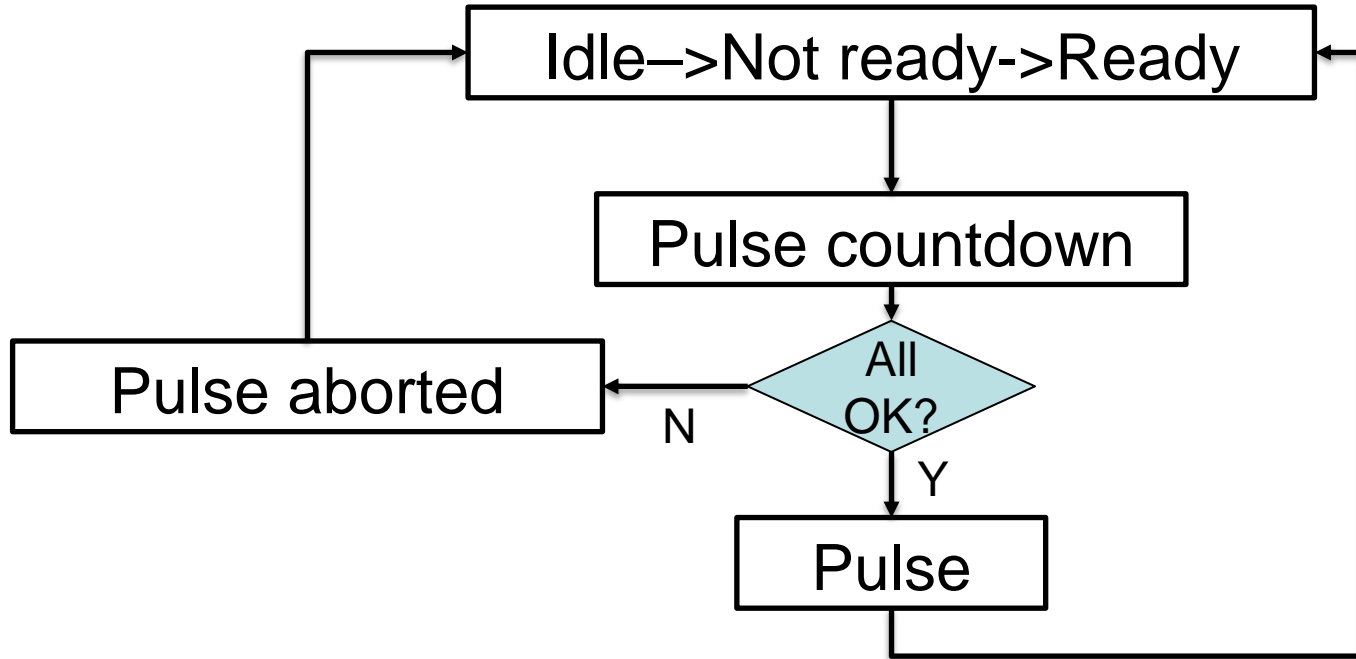 Idle–>Not ready->Ready
Pulse countdown
All
OK?
Pulse aborted
N
Y
Pulse